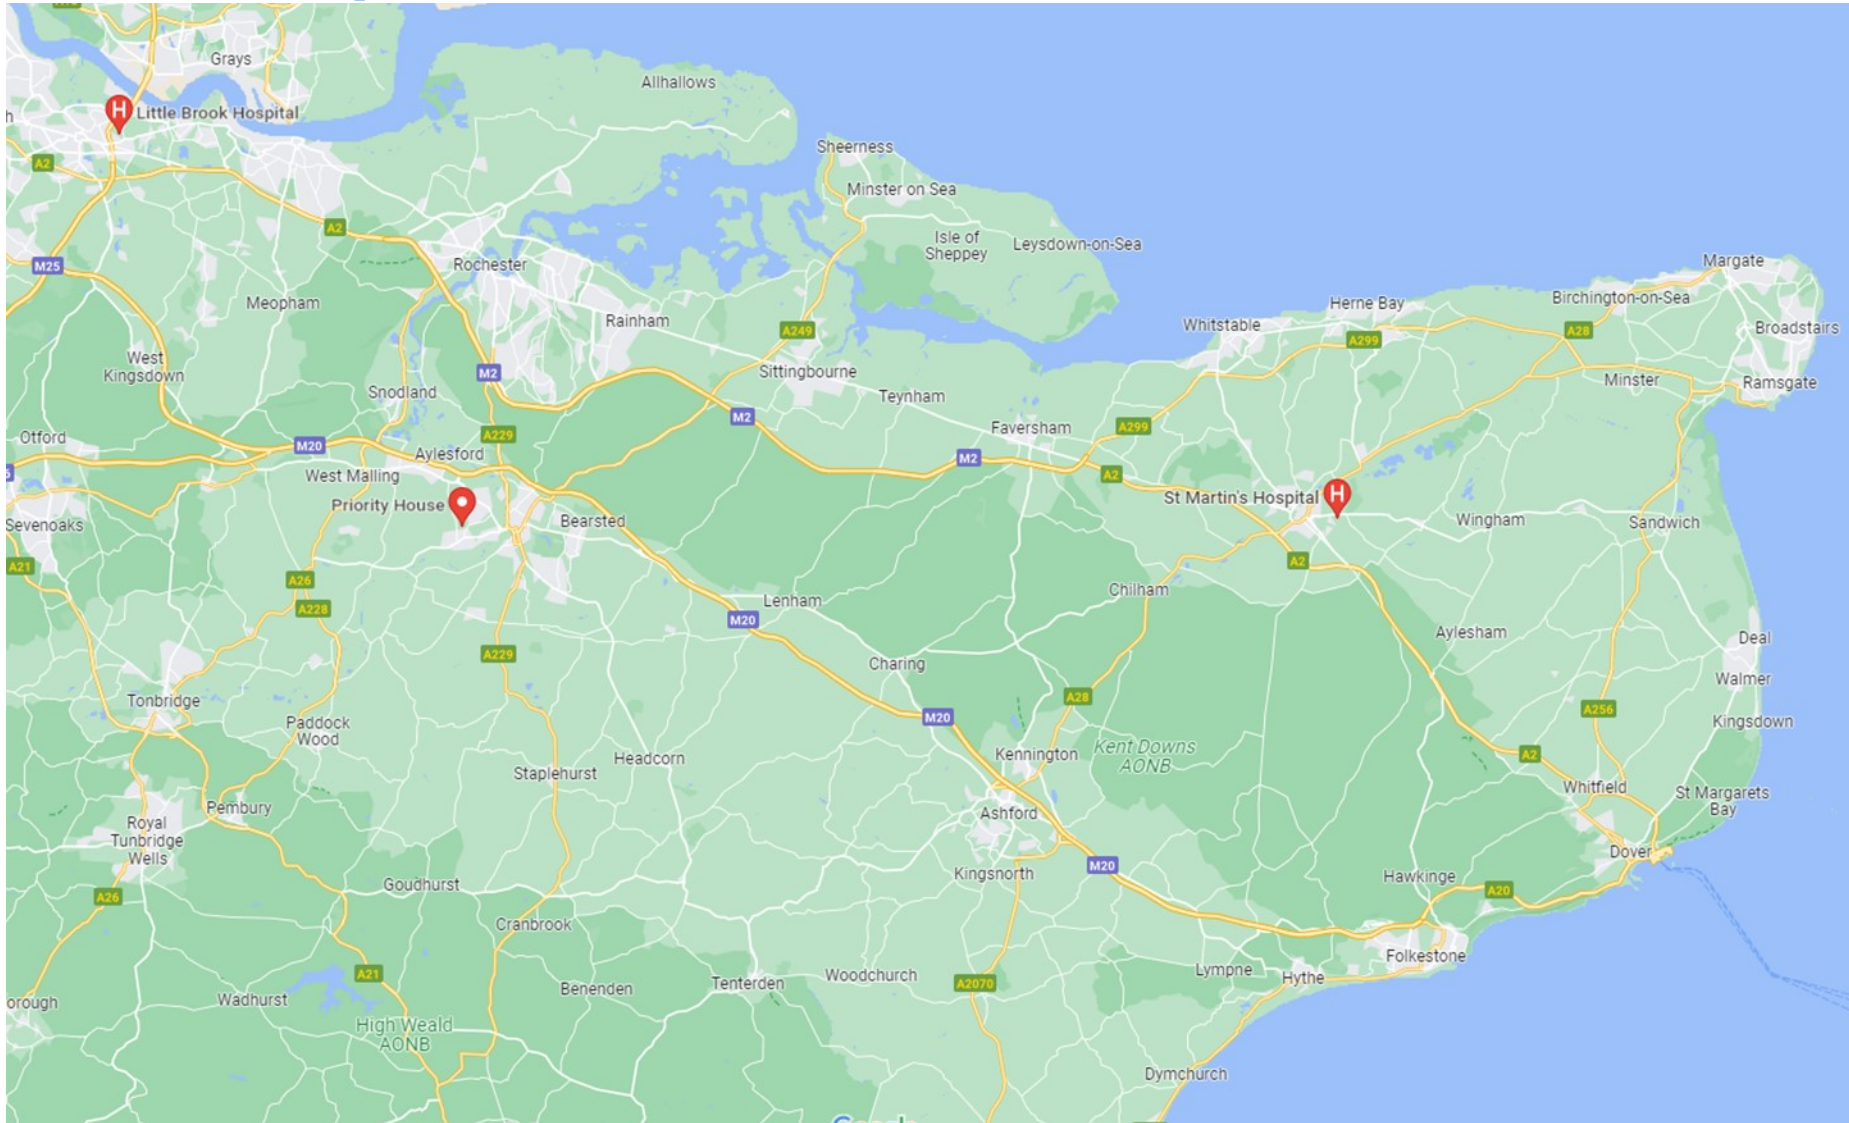 Grays
Allhallows
Little Brook Hospital
H
h
A2
Sheerness
Minster on Sea
A2
Isle of
Sheppey
Leysdown-on-Sea
M25
Rochester
Margate
Meopham
Birchington-on-Sea
Herne Bay
Rainham
Whitstable
A249
A28
Broadstairs
A299
West
Kingsdown
M2
Sittingbourne
Minster
Ramsgate
Snodland
Teynham
M2
Faversham
A299
A229
Otford
M20
Aylesford
M2
West Malling
A2
Priority House
St Martin's Hospital
H
Sevenoaks
Bearsted
Wingham
Sandwich
A2
A21
A26
Chilham
A228
Lenham
M20
Aylesham
Deal
A229
Charing
Walmer
Tonbridge
A28
A256
M20
Paddock
Wood
Kingsdown
Kennington
Kent Downs
AONB
A2
Headcorn
Staplehurst
Whitfield
St Margarets
Bay
Pembury
Ashford
Royal
Tunbridge
Wells
Dover
M20
Kingsnorth
Goudhurst
Hawkinge
A20
A26
Cranbrook
Folkestone
A21
Lympne
Hythe
Woodchurch
Tenterden
A2070
Benenden
Wadhurst
orough
High Weald
AONB
Dymchurch